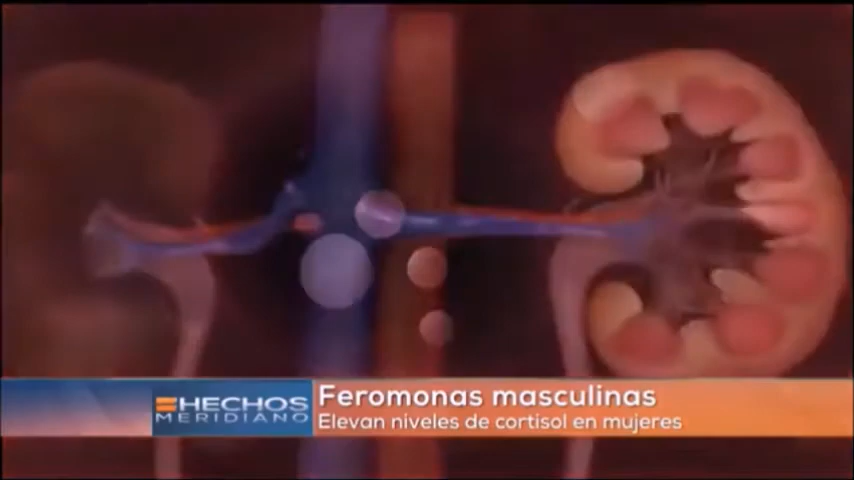 HECHOS
MERIDIANO
Feromonas masculinas
Elevan niveles de cortisol en mujeres